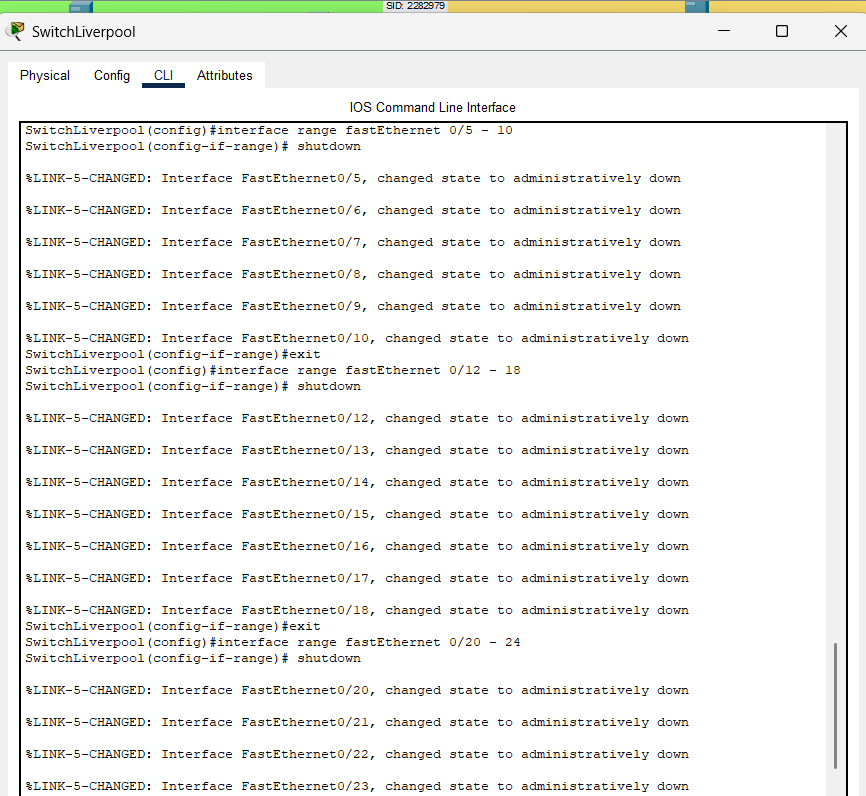 SID: 2282979
SwitchLiverpool
Physical Config CLI Attributes
IOS Command Line Interface
SwitchLiverpool(config)#interface range fastEthernet 0/5 - 10
SwitchLiverpool(config-if-range)# shutdown
%LINK-5-CHANGED: Interface FastEthernet0/5, changed state to administratively down
%LINK-5-CHANGED: Interface FastEthernet0/6, changed state to administratively down
%LINK-5-CHANGED: Interface FastEthernet0/7, changed state to administratively down
%LINK-5-CHANGED: Interface FastEthernet0/8, changed state to administratively down
%LINK-5-CHANGED: Interface FastEthernet0/9, changed state to administratively down
%LINK-5-CHANGED: Interface FastEthernet0/10, changed state to administratively down
SwitchLiverpool(config-if-range)#exit
SwitchLiverpool(config)#interface range fastEthernet 0/12 - 18
SwitchLiverpool(config-if-range)# shutdown
%LINK-5-CHANGED: Interface FastEthernet0/12, changed state to administratively down
%LINK-5-CHANGED: Interface FastEthernet0/13, changed state to administratively down
%LINK-5-CHANGED: Interface FastEthernet0/14, changed state to administratively down
%LINK-5-CHANGED: Interface FastEthernet0/15, changed state to administratively down
%LINK-5-CHANGED: Interface FastEthernet0/16, changed state to administratively down
%LINK-5-CHANGED: Interface FastEthernet0/17, changed state to administratively down
%LINK-5-CHANGED: Interface FastEthernet0/18, changed state to administratively down
SwitchLiverpool(config-if-range)#exit
SwitchLiverpool(config)#interface range fastEthernet 0/20 - 24
SwitchLiverpool(config-if-range)# shutdown
%LINK-5-CHANGED: Interface FastEthernet0/20, changed state to administratively down
%LINK-5-CHANGED: Interface FastEthernet0/21, changed state to administratively down
%LINK-5-CHANGED: Interface FastEthernet0/22, changed state to administratively down
%LINK-5-CHANGED: Interface FastEthernet0/23, changed state to administratively down